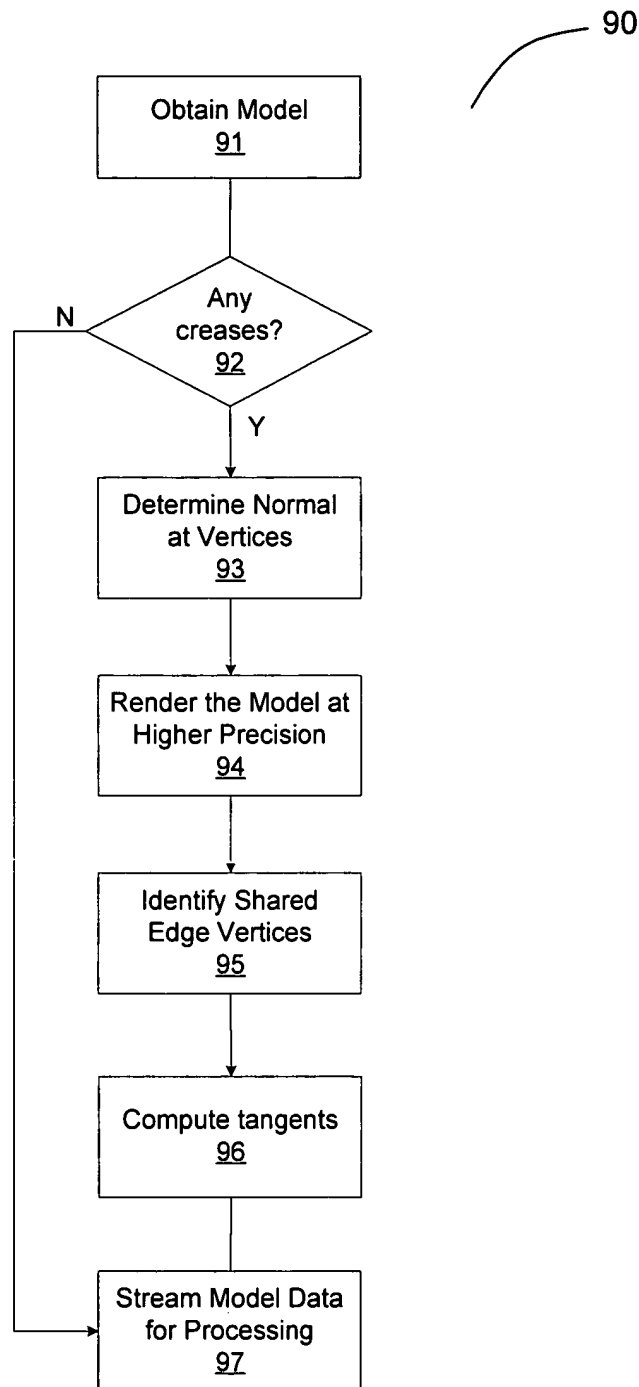 90
Obtain Model
91
Any
creases?
92
N
Y
Determine Normal
at Vertices
93
Render the Model at
Higher Precision
94
Identify Shared
Edge Vertices
95
Compute tangents
96
Stream Model Data
for Processing
97